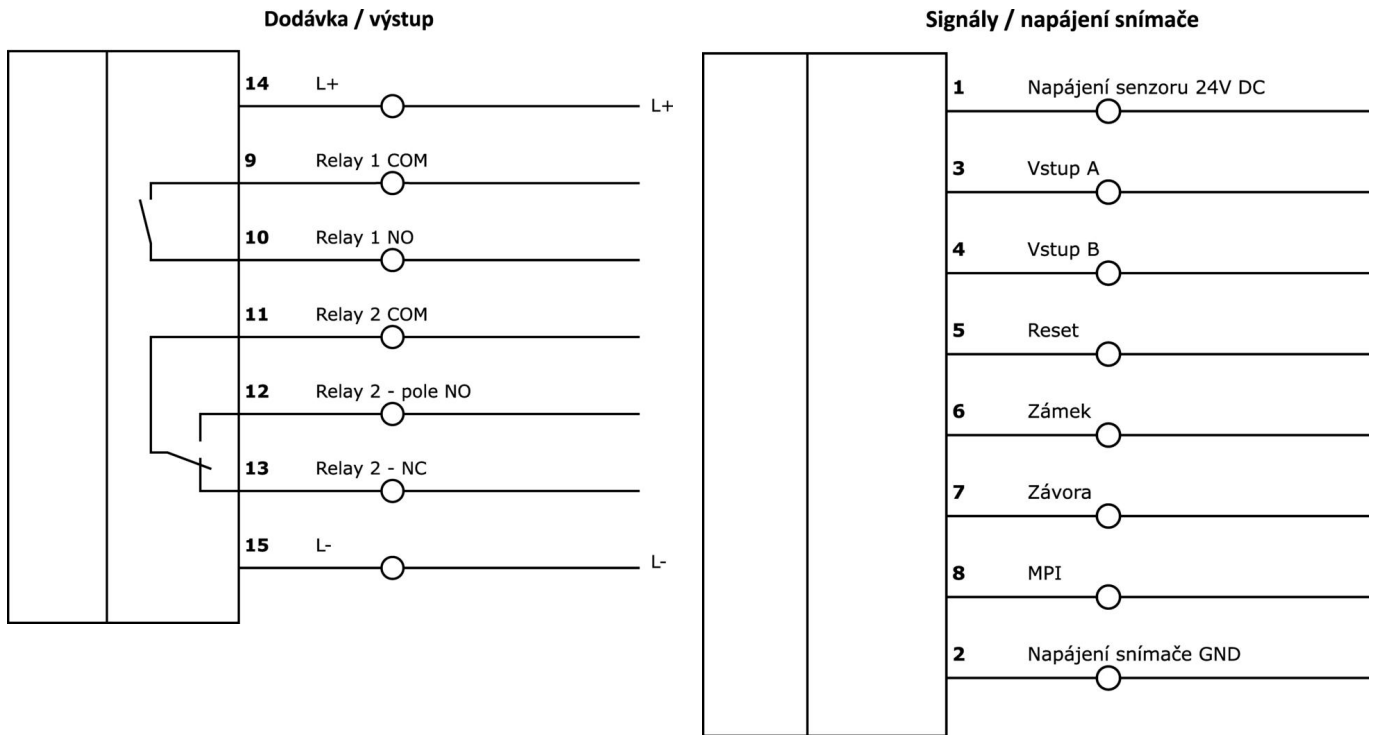 Dodávka / výstup
14 L+
L+
9 Relay 1 COM
10 Relay 1 NO
11 Relay 2 COM
12 Relay 2 - pole NO
13 Relay 2 - NC
15 L-
L-
Signály / napájení snímače
1 Napájení senzoru 24V DC
3 Vstup A
4 Vstup B
5 Reset
6 Zámek
7 Závora
8 MPI
2 Napájení snímače GND